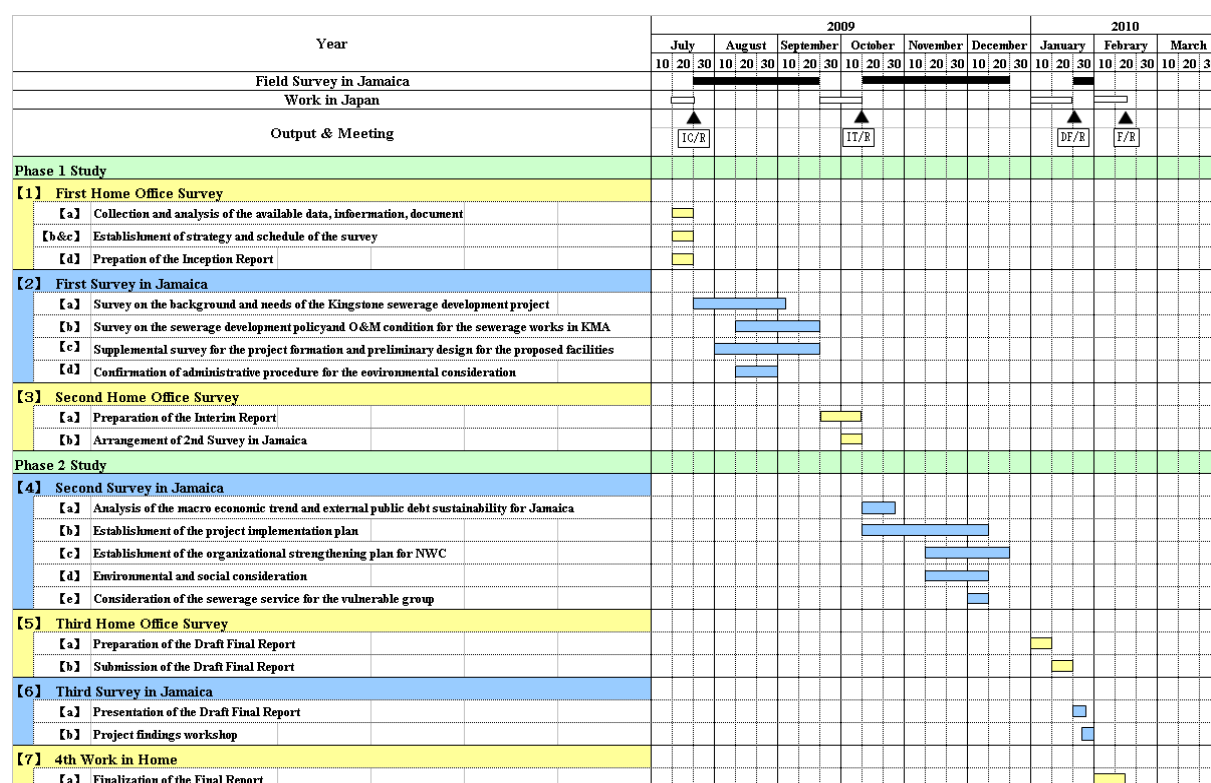 2009 2010
Year
July August September October November December January Febrary March
10 20 30 10 20 30 10 20 30 10 20 30 10 20 30 10 20 30 10 20 30 10 20 30 10 20 3
Field Survey in Jamaica
Work in Japan
Output & Meeting
IC/R IT/R DF/R F/R
Phase 1 Study
【1】 First Home Office Survey
【a】 Collection and analysis of the available data, infoermation, document
【b&c】 Establishment of strategy and schedule of the survey
【d】 Prepation of the Inception Report
【2】 First Survey in Jamaica
【a】 Survey on the background and needs of the Kingstone sewerage development project
【b】 Survey on the sewerage development policyand O&M condition for the sewerage works in KMA
【c】 Supplemental survey for the project formation and preliminary design for the proposed facilities
【d】 Confirmation of administrative procedure for the eovironmental consideration
【3】 Second Home Office Survey
【a】 Preparation of the Interim Report
【b】 Arrangement of 2nd Survey in Jamaica
Phase 2 Study
【4】 Second Survey in Jamaica
【a】 Analysis of the macro economic trend and external public debt sustainability for Jamaica
【b】 Establishment of the project implementation plan
【c】 Establishment of the organizational strengthening plan for NWC
【d】 Environmental and social consideration
【e】 Consideration of the sewerage service for the vulnerable group
【5】 Third Home Office Survey
【a】 Preparation of the Draft Final Report
【b】 Submission of the Draft Final Report
【6】 Third Survey in Jamaica
【a】 Presentation of the Draft Final Report
【b】 Project findings workshop
【7】 4th Work in Home
【a】 Finalization of the Final Report